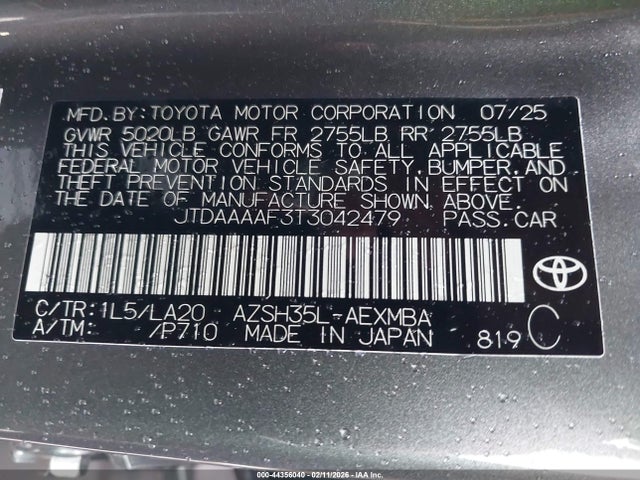 MFD.BY:TOYOTA MOTOR CORPORATION 07/25
GVWR 5020LB GAWR FR 2755LB RR 2755LB
THIS VEHICLE CONFORMS TO ALL APPLICABLE
FEDERAL MOTOR VEHICLE SAFETY,BUMPER,AND
THEFT PREVENTION STANDARDS IN EFFECT ON
THE DATE OF MANUFACTURE SHOWN ABOVE.
JTDAAAAF3T3042479 PASS.CAR
C/TR:1L5/LA20 AZSH35L-AEXMBA
A/TM: /P710 MADE IN JAPAN 819 C
000-44356040 - 02/11/2026 - IAA Inc.